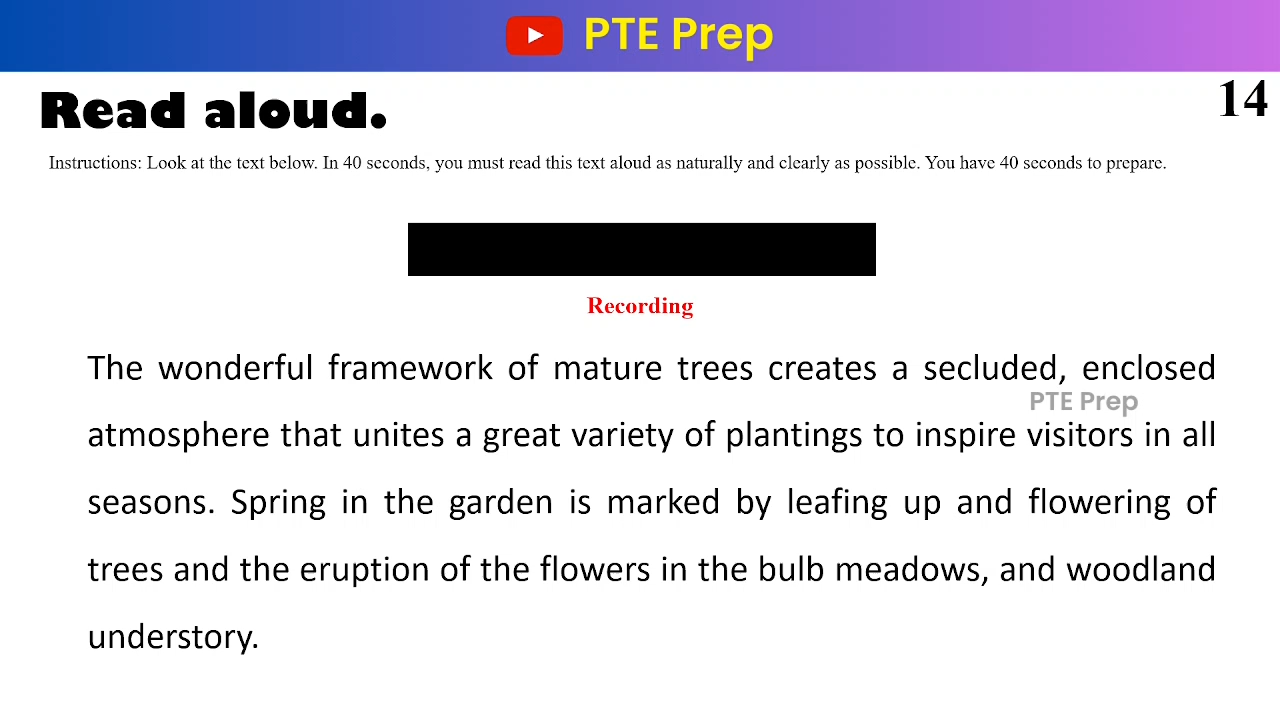 PTE Prep
Read aloud.
14
Instructions: Look at the text below. In 40 seconds, you must read this text aloud as naturally and clearly as possible. You have 40 seconds to prepare.
Recording
The wonderful framework of mature trees creates a secluded, enclosed
PTE Prep
atmosphere that unites a great variety of plantings to inspire visitors in all
seasons. Spring in the garden is marked by leafing up and flowering of
trees and the eruption of the flowers in the bulb meadows, and woodland
understory.